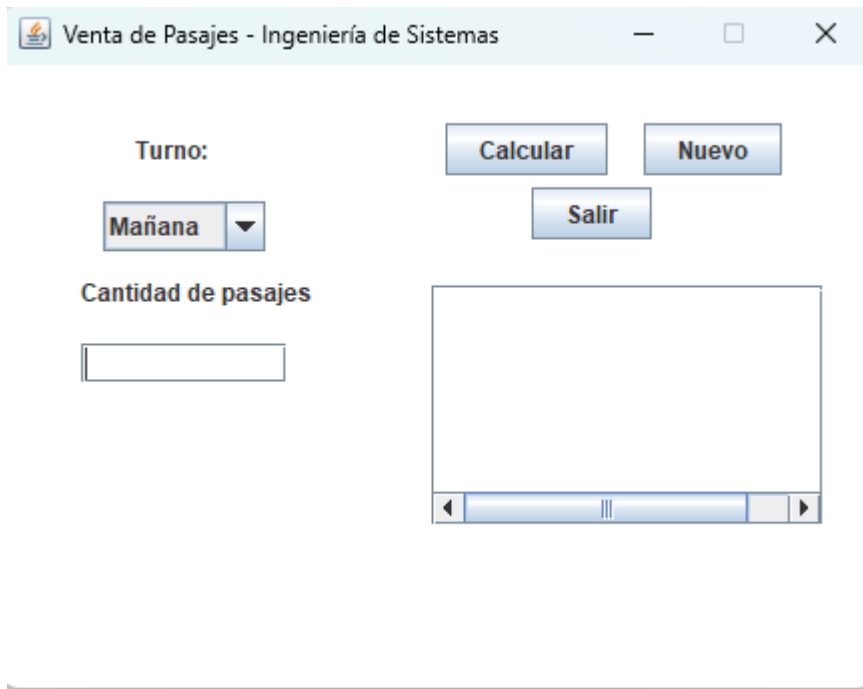 Venta de Pasajes - Ingeniería de Sistemas
Turno:
Calcular
Nuevo
Salir
Mañana
Cantidad de pasajes